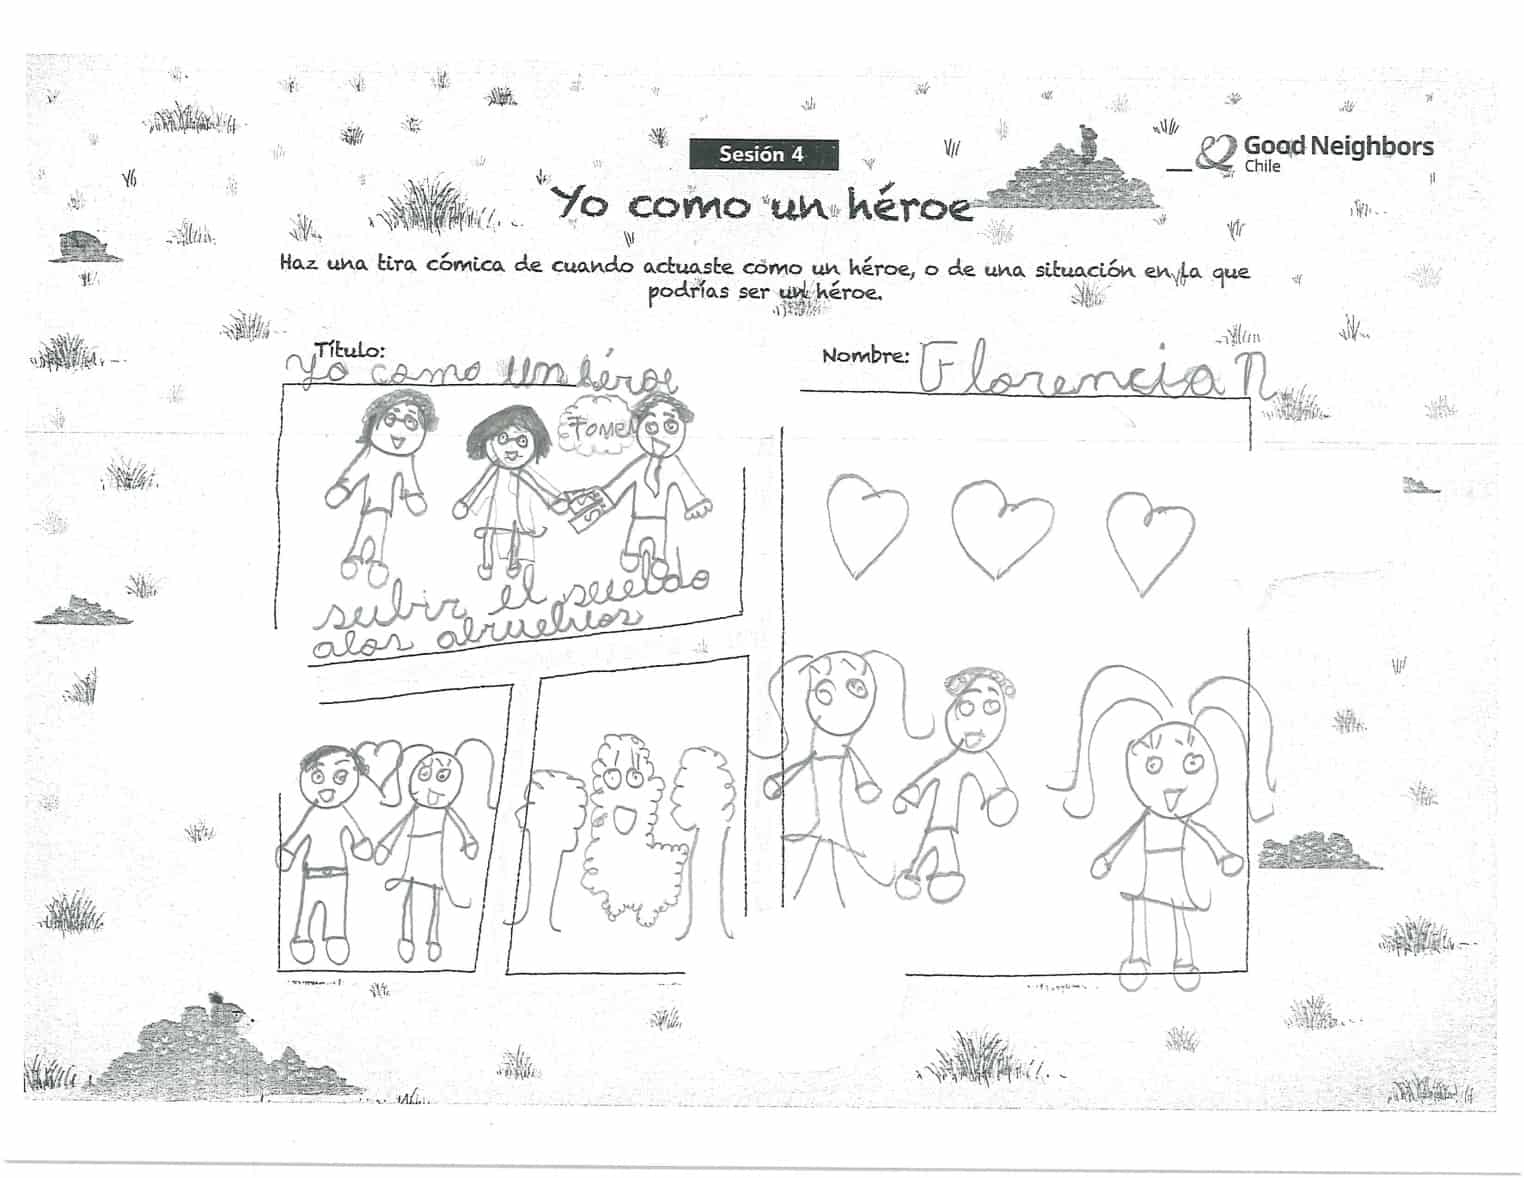 Sesión 4
Good Neighbors
Chile
Yo como un héroe
Haz una tira cómica de cuando actuaste como un héroe, o de una situación en la que
podrías ser un héroe.
Título:
Yo como un héroe
Nombre: Florencia N
Tome
subir el sueldo
alos abruelitos